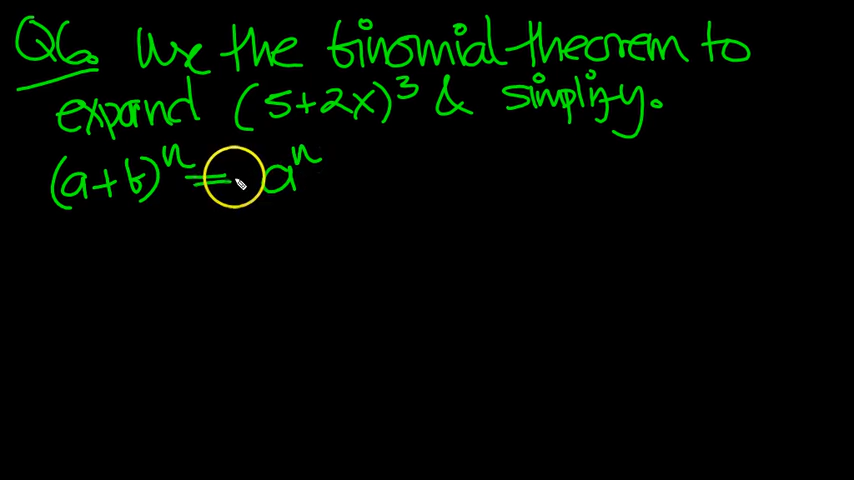 Q6. Use the binomial theorem to
expand (5+2x)³ & simplify.
(a+b)ⁿ = aⁿ